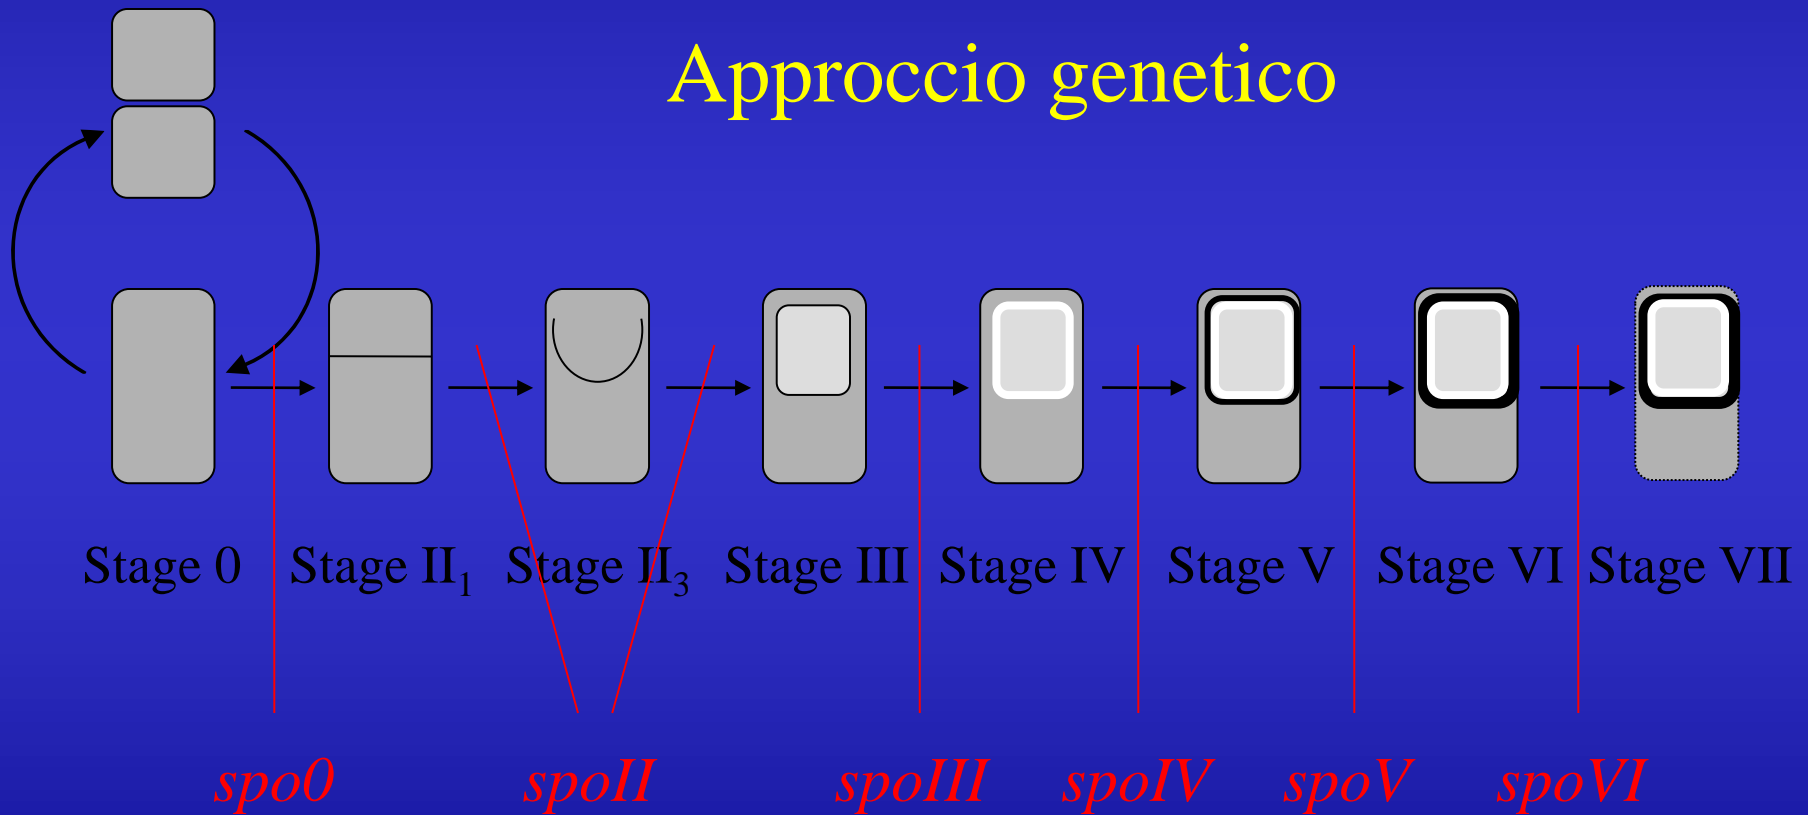 Approccio genetico
Stage 0 Stage II₁ Stage II₃ Stage III Stage IV Stage V Stage VI Stage VII
spo0 spoII spoIII spoIV spoV spoVI